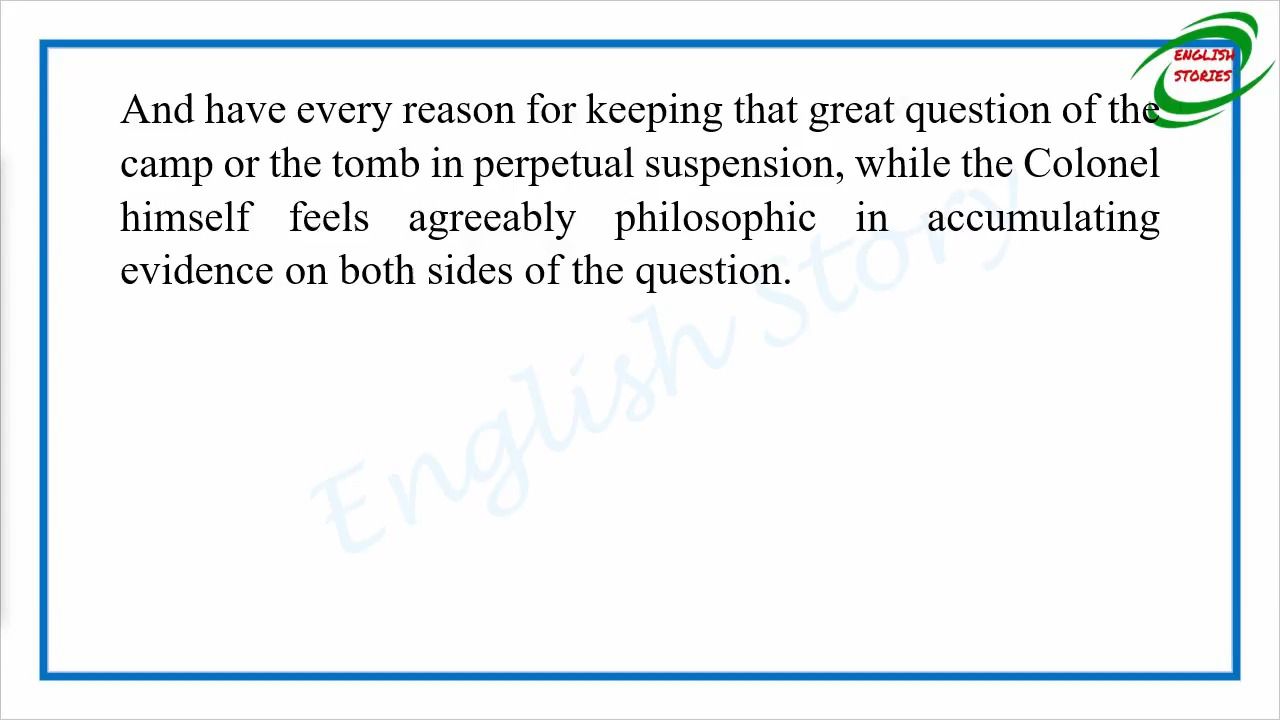 ENGLISH
STORIES
And have every reason for keeping that great question of the
camp or the tomb in perpetual suspension, while the Colonel
himself feels agreeably philosophic in accumulating
evidence on both sides of the question.
English Story